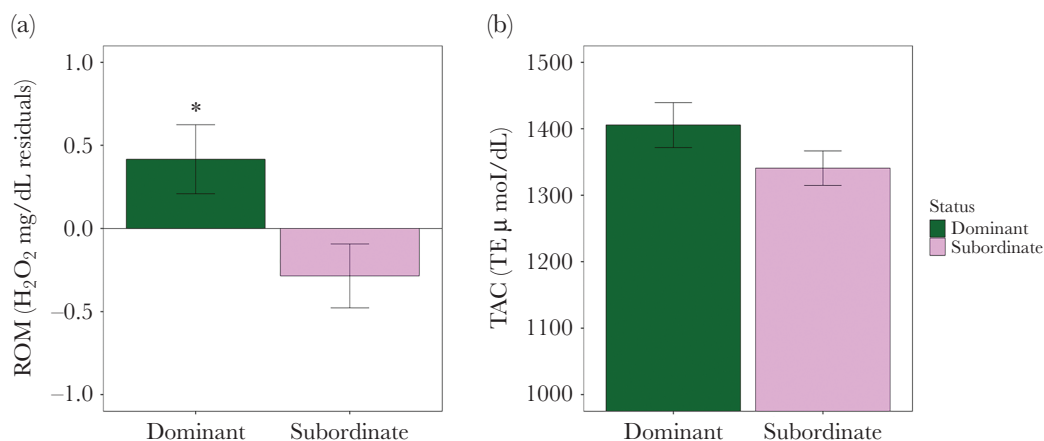 (a)
ROM (H₂O₂ mg/dL residuals)
1.0
0.5
0.0
−0.5
−1.0
*
Dominant Subordinate
(b)
TAC (TE μ moI/dL)
1500
1400
1300
1200
1100
1000
Dominant Subordinate
Status
Dominant
Subordinate